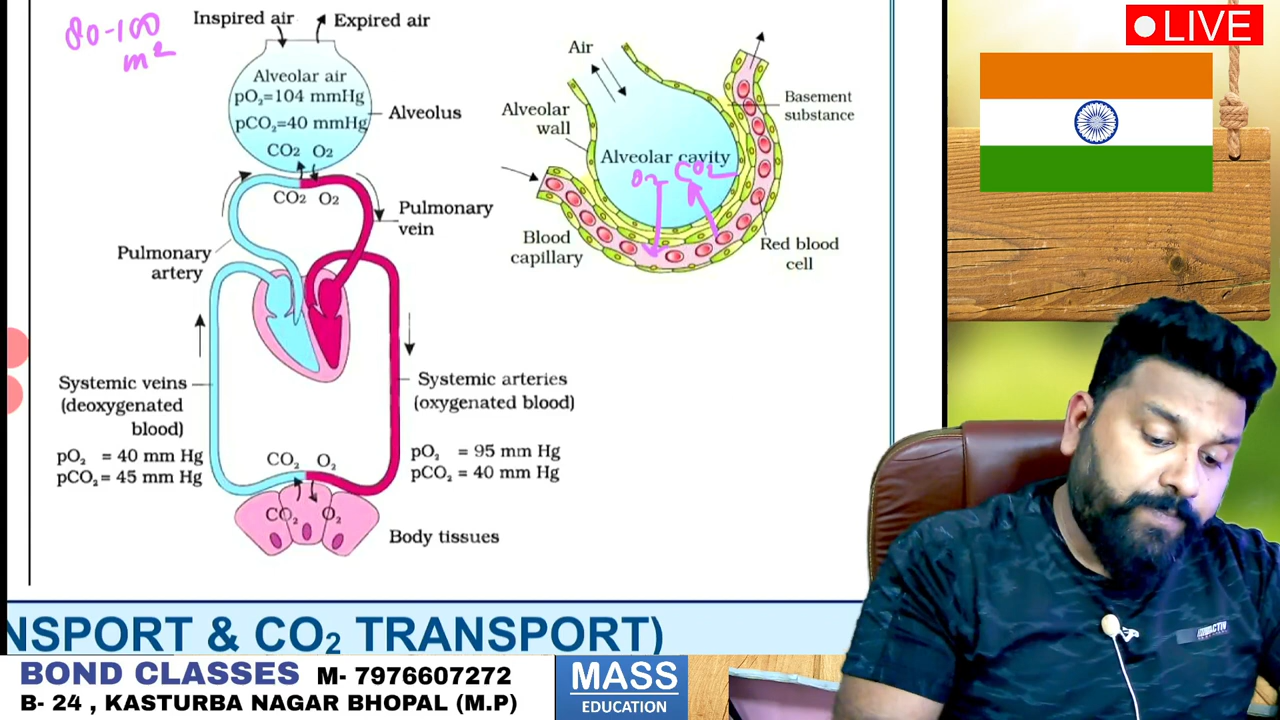 80-100
m²
Inspired air
Expired air
Alveolar air
pO₂=104 mmHg
pCO₂=40 mmHg
CO2 O2
Alveolus
CO2 O2
Pulmonary
vein
Pulmonary
artery
Systemic veins
(deoxygenated
blood)
pO₂ = 40 mm Hg
pCO₂= 45 mm Hg
Systemic arteries
(oxygenated blood)
pO₂ = 95 mm Hg
pCO₂ = 40 mm Hg
CO₂ O₂
CO₂ O₂
Body tissues
Air
Alveolar
wall
Basement
substance
Alveolar cavity
O₂ CO₂
Blood
capillary
Red blood
cell
LIVE
NSPORT & CO₂ TRANSPORT)
BOND CLASSES M- 7976607272
B- 24 , KASTURBA NAGAR BHOPAL (M.P)
MASS
EDUCATION